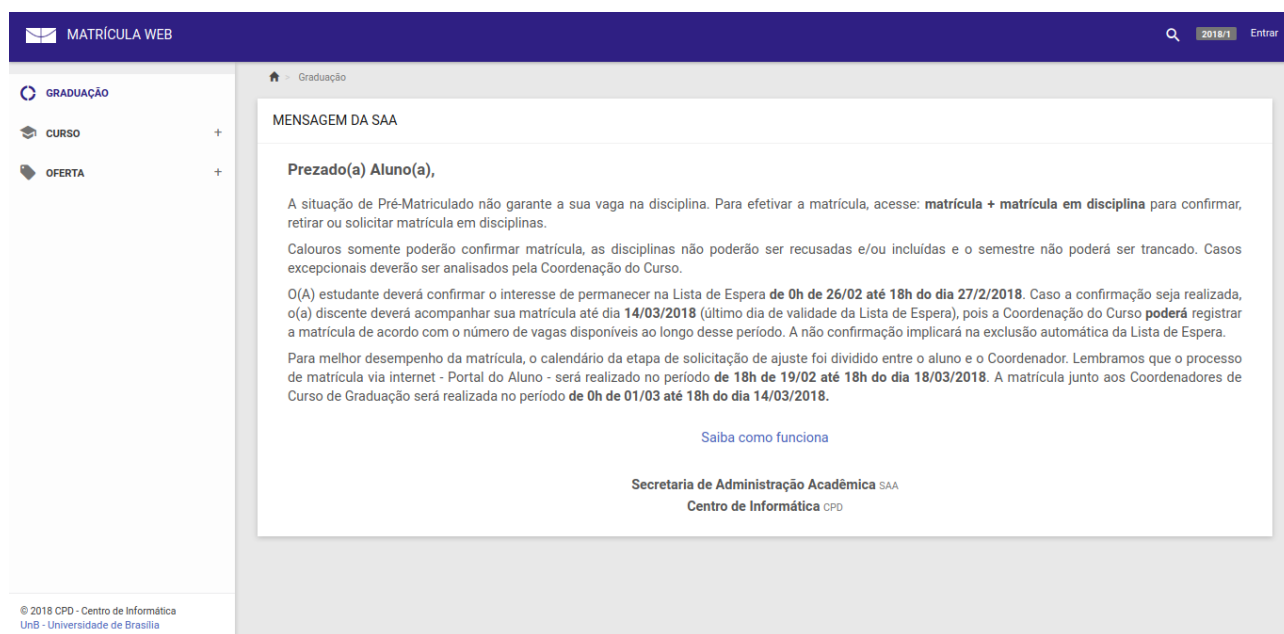 MATRÍCULA WEB
2018/1 Entrar
GRADUAÇÃO
CURSO +
OFERTA +
> Graduação
MENSAGEM DA SAA
Prezado(a) Aluno(a),
A situação de Pré-Matriculado não garante a sua vaga na disciplina. Para efetivar a matrícula, acesse: matrícula + matrícula em disciplina para confirmar,
retirar ou solicitar matrícula em disciplinas.
Calouros somente poderão confirmar matrícula, as disciplinas não poderão ser recusadas e/ou incluídas e o semestre não poderá ser trancado. Casos
excepcionais deverão ser analisados pela Coordenação do Curso.
O(A) estudante deverá confirmar o interesse de permanecer na Lista de Espera de 0h de 26/02 até 18h do dia 27/2/2018. Caso a confirmação seja realizada,
o(a) discente deverá acompanhar sua matrícula até dia 14/03/2018 (último dia de validade da Lista de Espera), pois a Coordenação do Curso poderá registrar
a matrícula de acordo com o número de vagas disponíveis ao longo desse período. A não confirmação implicará na exclusão automática da Lista de Espera.
Para melhor desempenho da matrícula, o calendário da etapa de solicitação de ajuste foi dividido entre o aluno e o Coordenador. Lembramos que o processo
de matrícula via internet - Portal do Aluno - será realizado no período de 18h de 19/02 até 18h do dia 18/03/2018. A matrícula junto aos Coordenadores de
Curso de Graduação será realizada no período de 0h de 01/03 até 18h do dia 14/03/2018.
Saiba como funciona
Secretaria de Administração Acadêmica SAA
Centro de Informática CPD
© 2018 CPD - Centro de Informática
UnB - Universidade de Brasília